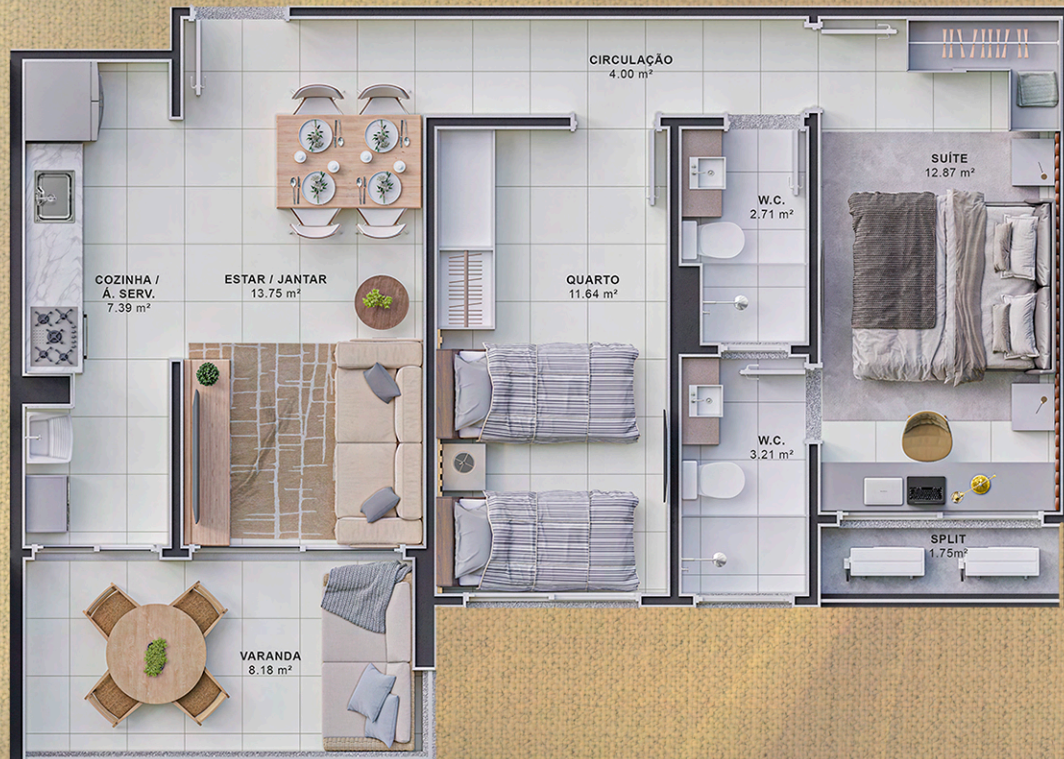 CIRCULAÇÃO
4.00 m²
SUÍTE
12.87 m²
W.C.
2.71 m²
COZINHA /
Á. SERV.
7.39 m²
ESTAR / JANTAR
13.75 m²
QUARTO
11.64 m²
W.C.
3.21 m²
SPLIT
1.75m²
VARANDA
8.18 m²